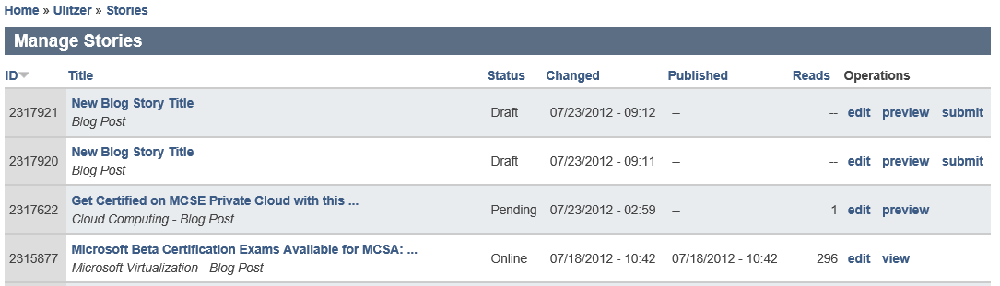 Home » Ulitzer » Stories
Manage Stories
ID Title Status Changed Published Reads Operations
2317921 New Blog Story Title Draft 07/23/2012 - 09:12 -- -- edit preview submit
Blog Post
2317920 New Blog Story Title Draft 07/23/2012 - 09:11 -- -- edit preview submit
Blog Post
2317622 Get Certified on MCSE Private Cloud with this ... Pending 07/23/2012 - 02:59 -- 1 edit preview
Cloud Computing - Blog Post
2315877 Microsoft Beta Certification Exams Available for MCSA: ... Online 07/18/2012 - 10:42 07/18/2012 - 10:42 296 edit view
Microsoft Virtualization - Blog Post